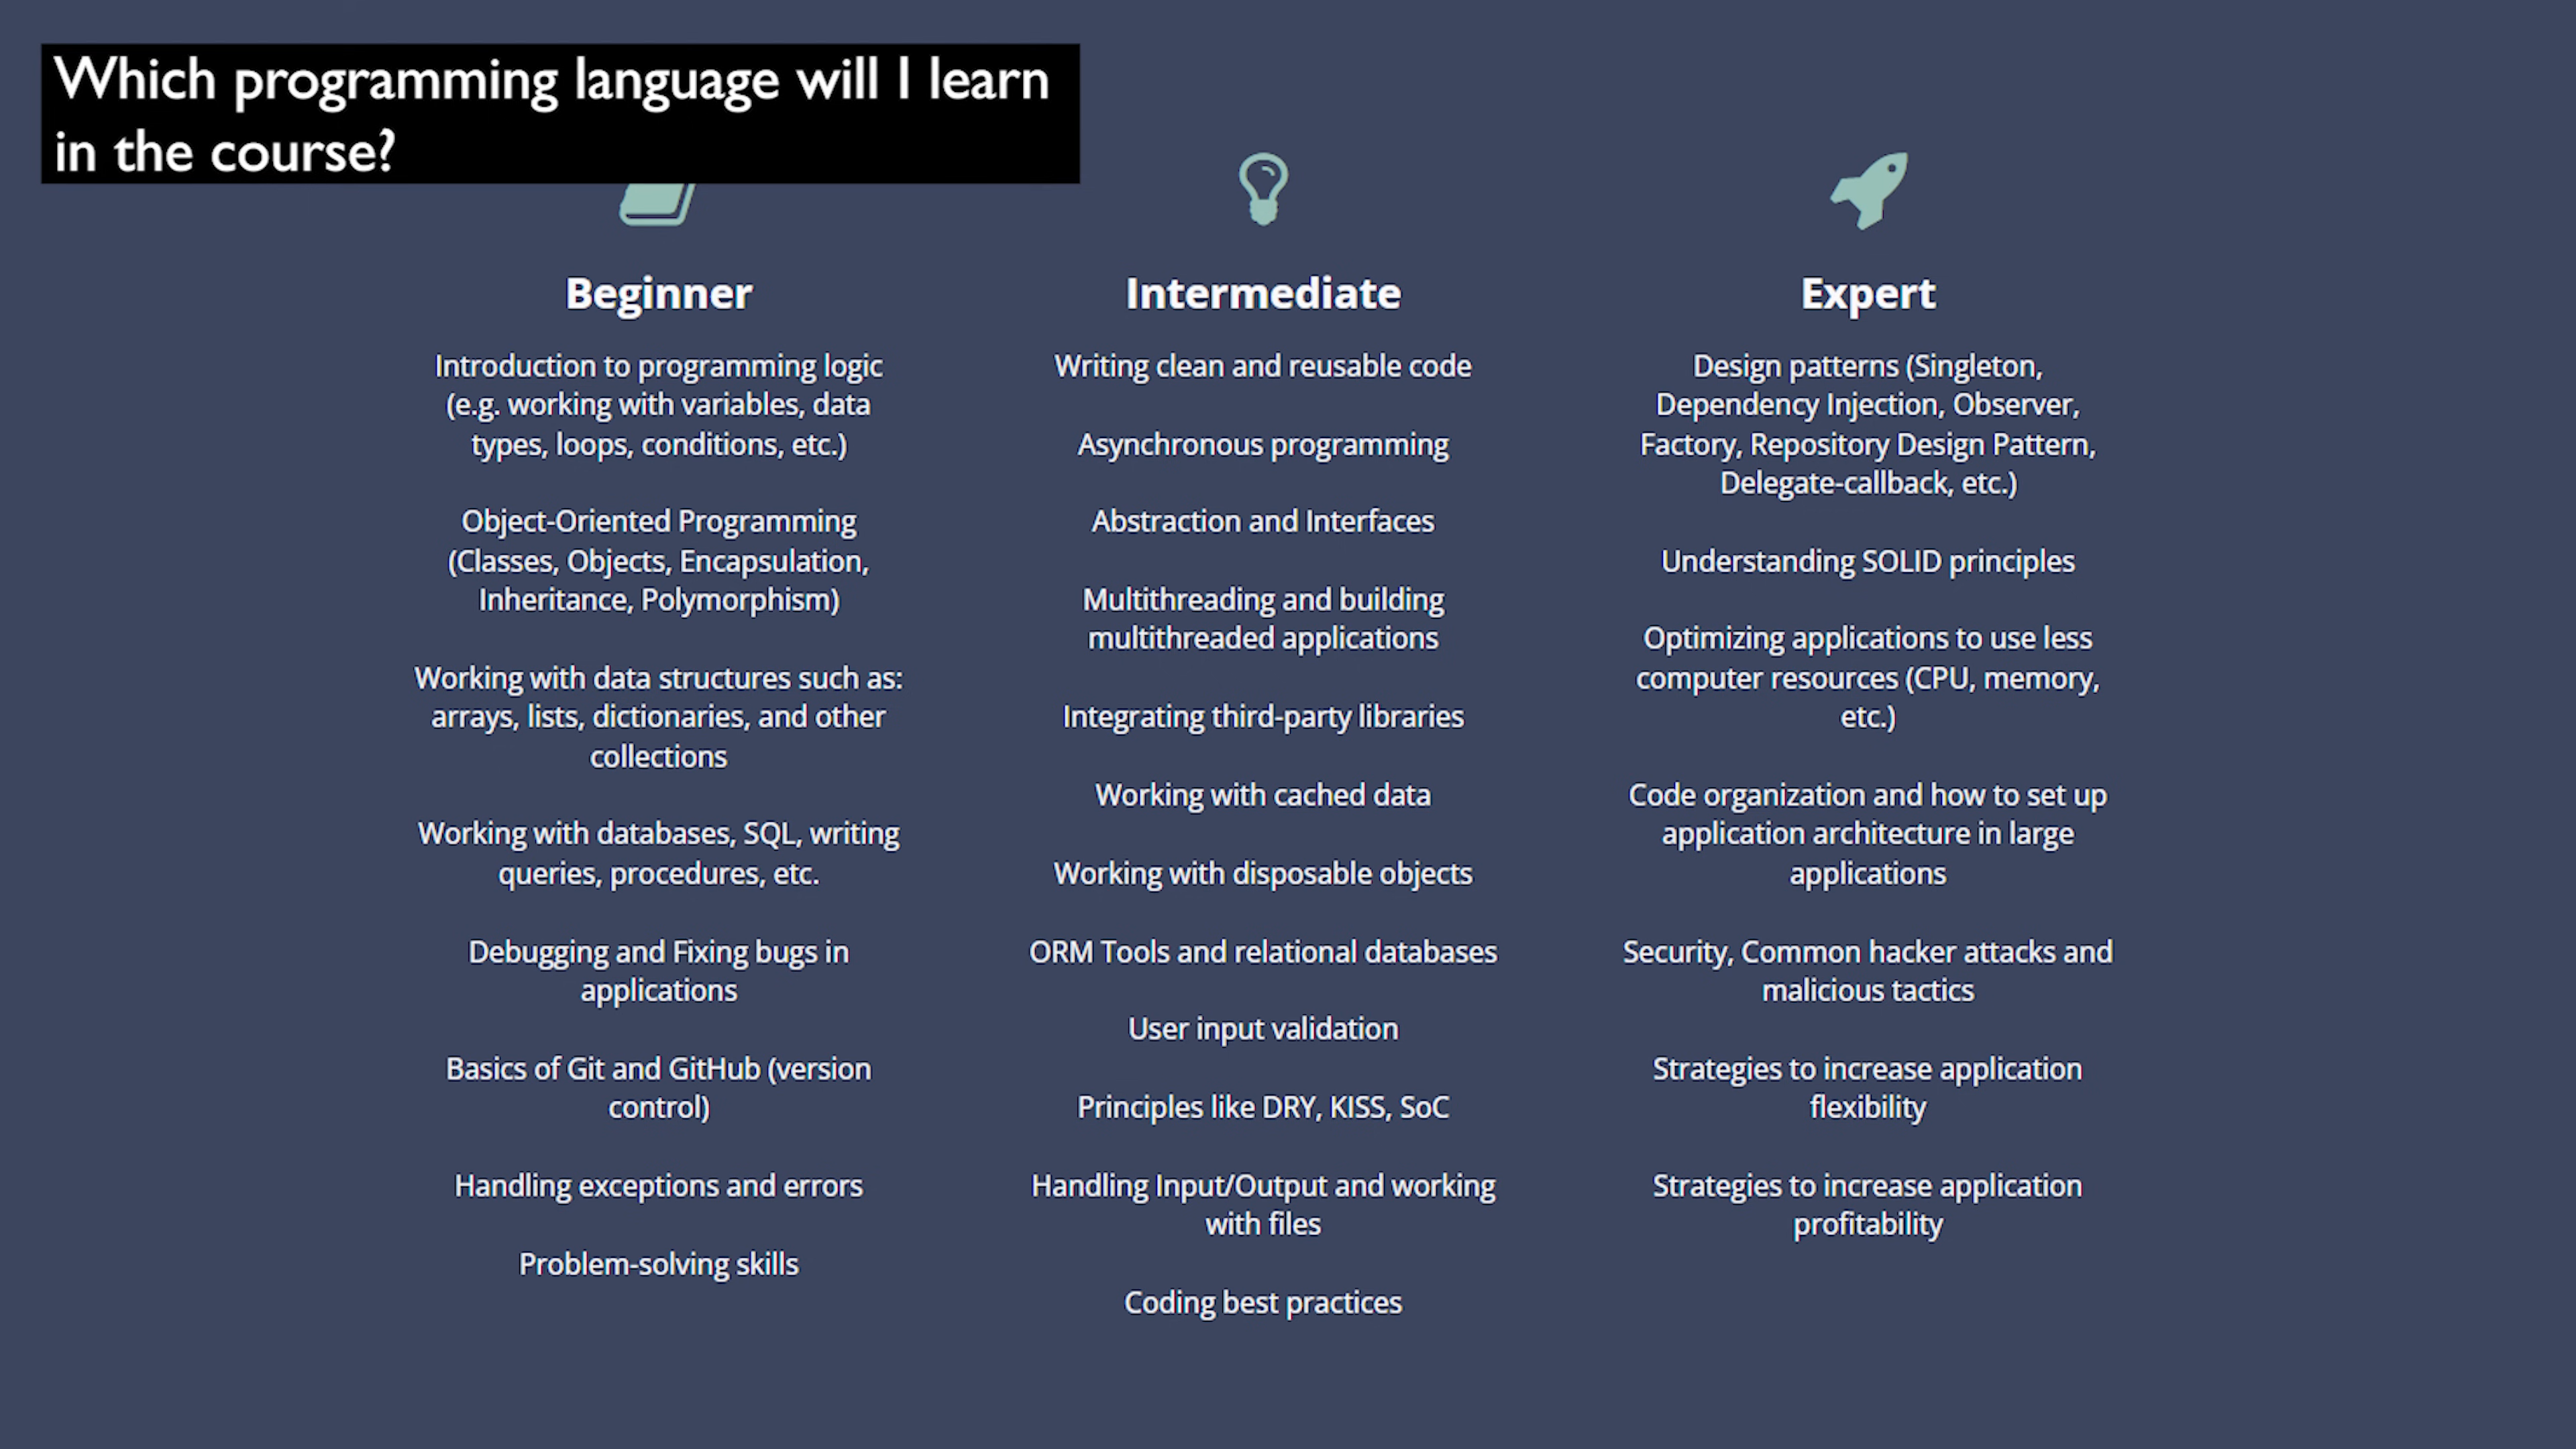 Which programming language will I learn
in the course?
Beginner
Introduction to programming logic
(e.g. working with variables, data
types, loops, conditions, etc.)
Object-Oriented Programming
(Classes, Objects, Encapsulation,
Inheritance, Polymorphism)
Working with data structures such as:
arrays, lists, dictionaries, and other
collections
Working with databases, SQL, writing
queries, procedures, etc.
Debugging and Fixing bugs in
applications
Basics of Git and GitHub (version
control)
Handling exceptions and errors
Problem-solving skills
Intermediate
Writing clean and reusable code
Asynchronous programming
Abstraction and Interfaces
Multithreading and building
multithreaded applications
Integrating third-party libraries
Working with cached data
Working with disposable objects
ORM Tools and relational databases
User input validation
Principles like DRY, KISS, SoC
Handling Input/Output and working
with files
Coding best practices
Expert
Design patterns (Singleton,
Dependency Injection, Observer,
Factory, Repository Design Pattern,
Delegate-callback, etc.)
Understanding SOLID principles
Optimizing applications to use less
computer resources (CPU, memory,
etc.)
Code organization and how to set up
application architecture in large
applications
Security, Common hacker attacks and
malicious tactics
Strategies to increase application
flexibility
Strategies to increase application
profitability